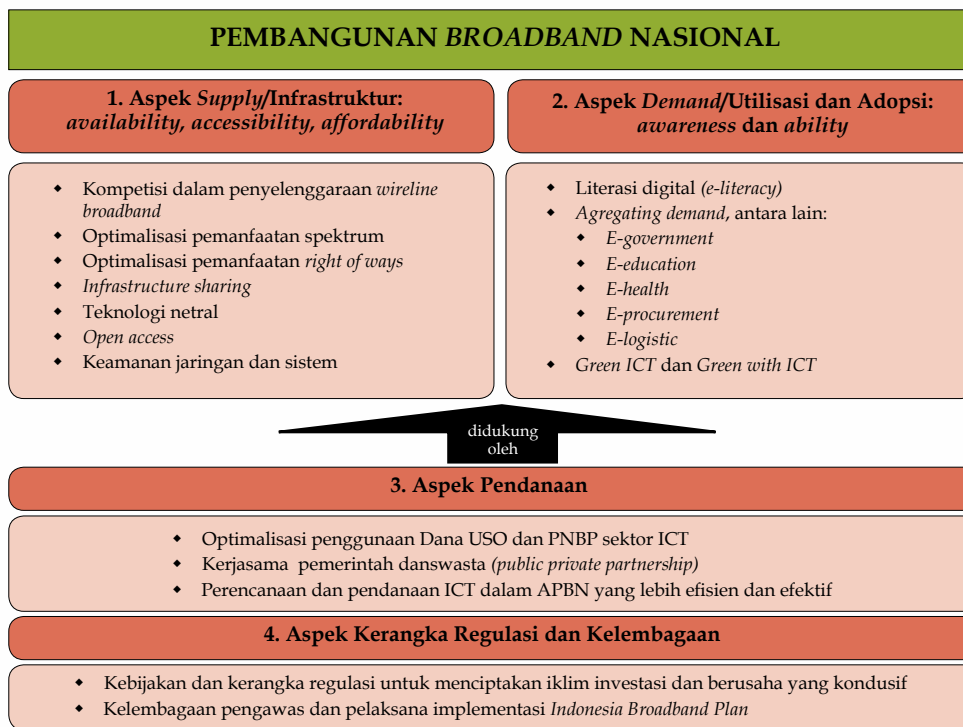 PEMBANGUNAN BROADBAND NASIONAL
1. Aspek Supply/Infrastruktur:
availability, accessibility, affordability
2. Aspek Demand/Utilisasi dan Adopsi:
awareness dan ability
Kompetisi dalam penyelenggaraan wireline
broadband
Optimalisasi pemanfaatan spektrum
Optimalisasi pemanfaatan right of ways
Infrastructure sharing
Teknologi netral
Open access
Keamanan jaringan dan sistem
Literasi digital (e-literacy)
Agregating demand, antara lain:
E-government
E-education
E-health
E-procurement
E-logistic
Green ICT dan Green with ICT
didukung
oleh
3. Aspek Pendanaan
Optimalisasi penggunaan Dana USO dan PNBP sektor ICT
Kerjasama pemerintah danswasta (public private partnership)
Perencanaan dan pendanaan ICT dalam APBN yang lebih efisien dan efektif
4. Aspek Kerangka Regulasi dan Kelembagaan
Kebijakan dan kerangka regulasi untuk menciptakan iklim investasi dan berusaha yang kondusif
Kelembagaan pengawas dan pelaksana implementasi Indonesia Broadband Plan